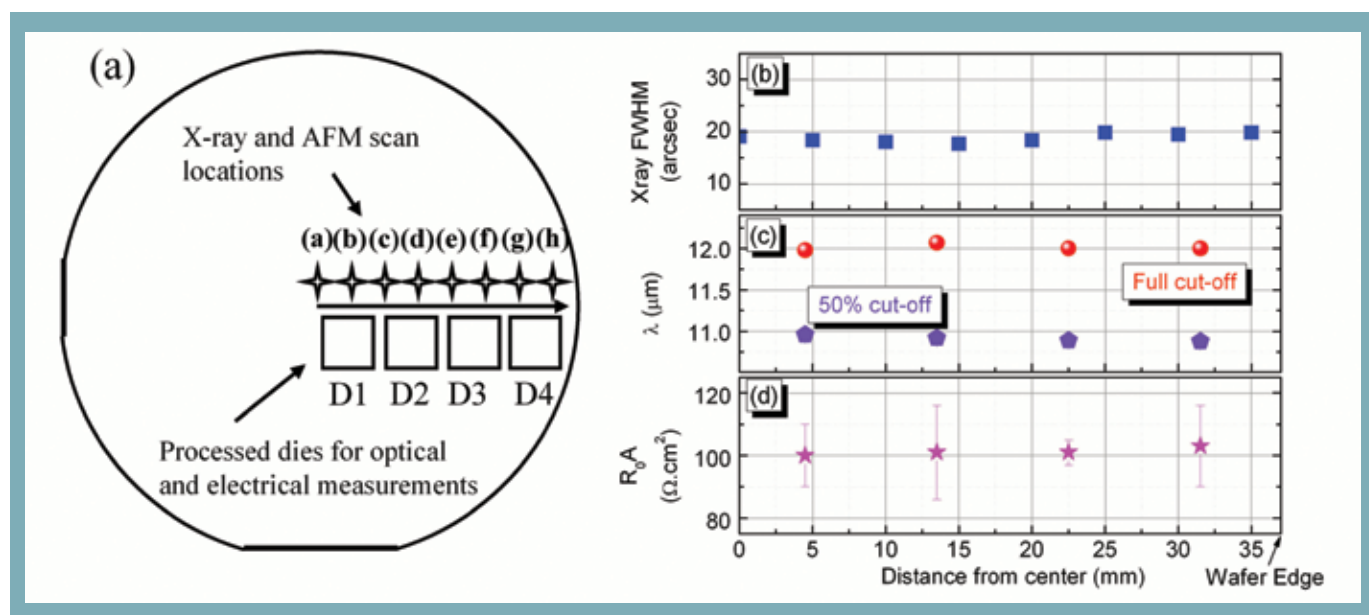 (a)
X-ray and AFM scan
locations
(a)(b)(c)(d)(e)(f)(g)(h)
D1 D2 D3 D4
Processed dies for optical
and electrical measurements
(b)
Xray FWHM
(arcsec)
30
20
10
(c)
λ (μm)
12.0
11.5
11.0
Full cut-off
50% cut-off
(d)
R₀A
(Ω.cm²)
120
100
80
0 5 10 15 20 25 30 35
Distance from center (mm) Wafer Edge